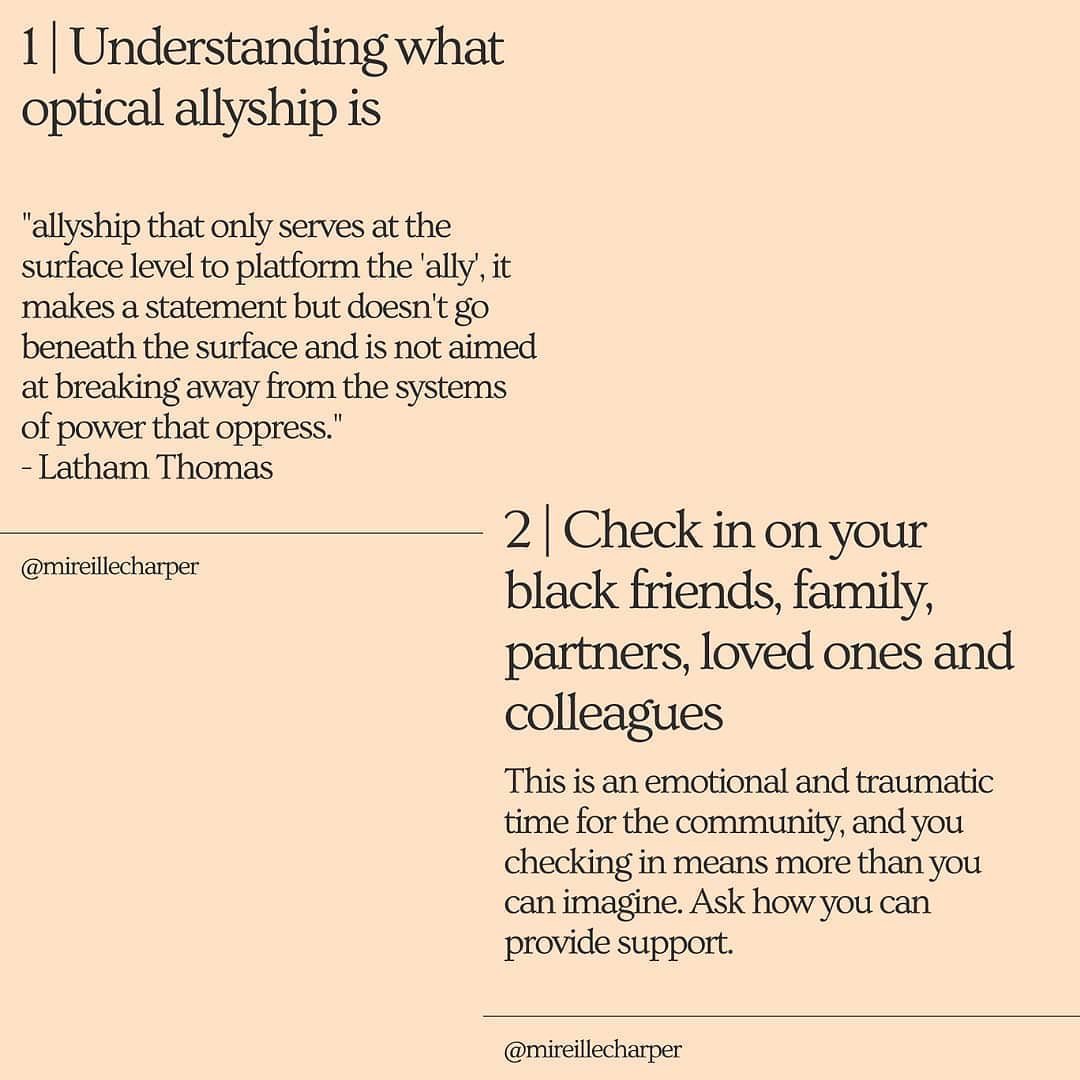 1 | Understanding what
optical allyship is
"allyship that only serves at the
surface level to platform the 'ally', it
makes a statement but doesn't go
beneath the surface and is not aimed
at breaking away from the systems
of power that oppress."
- Latham Thomas
@mireillecharper
2 | Check in on your
black friends, family,
partners, loved ones and
colleagues
This is an emotional and traumatic
time for the community, and you
checking in means more than you
can imagine. Ask how you can
provide support.
@mireillecharper